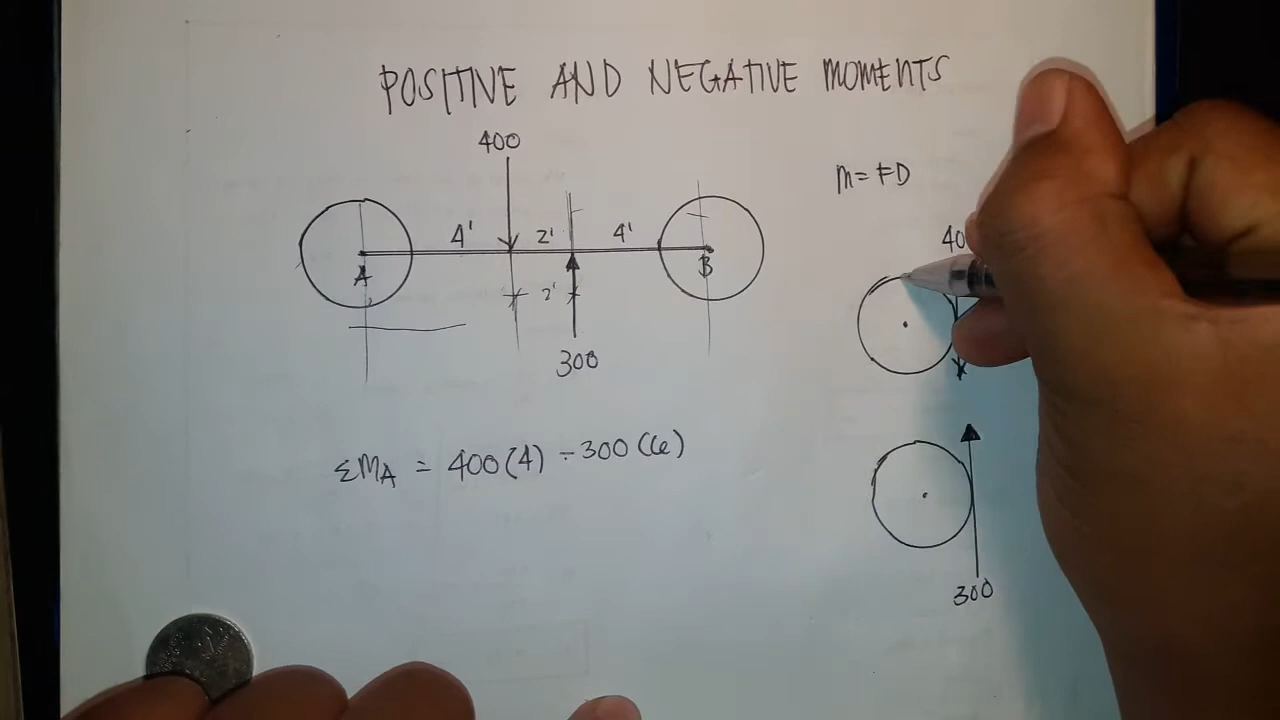 POSITIVE AND NEGATIVE MOMENTS
400
M = FD
4' 2' 4'
A B
2'
300
ΣMA = 400(4) - 300(6)
300